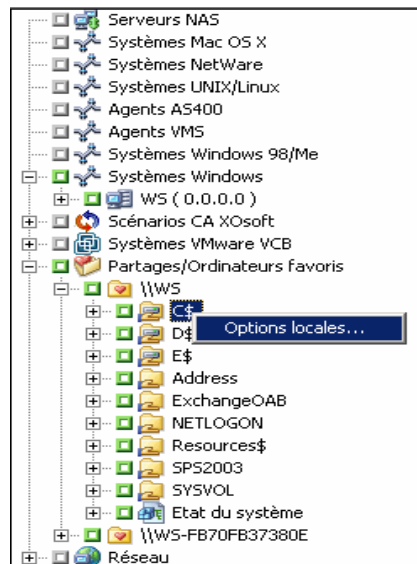 Serveurs NAS
Systèmes Mac OS X
Systèmes NetWare
Systèmes UNIX/Linux
Agents AS400
Agents VMS
Systèmes Windows 98/Me
Systèmes Windows
WS ( 0.0.0.0 )
Scénarios CA XOsoft
Systèmes VMware VCB
Partages/Ordinateurs favoris
\\WS
C$
Options locales...
D$
E$
Address
ExchangeOAB
NETLOGON
Resources$
SPS2003
SYSVOL
Etat du système
\\WS-FB70FB37380E
Réseau